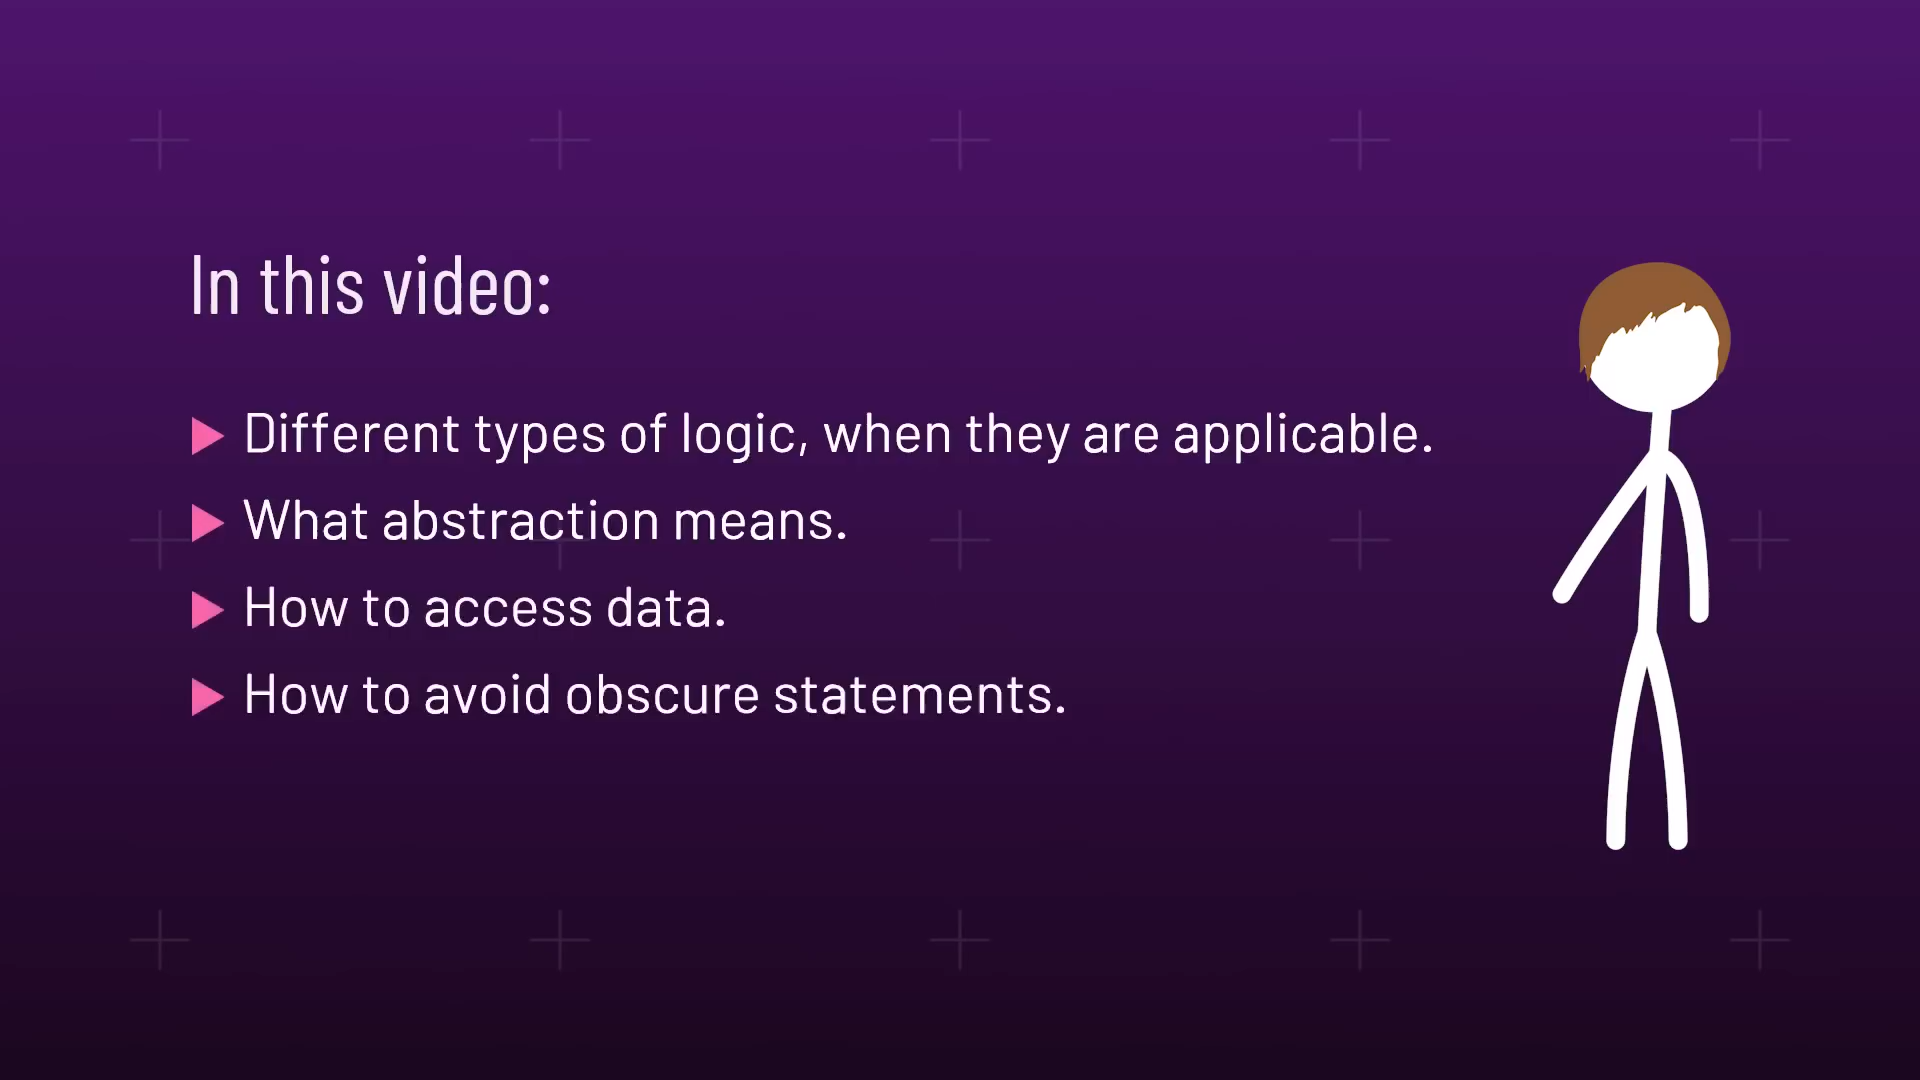 In this video:
Different types of logic, when they are applicable.
What abstraction means.
How to access data.
How to avoid obscure statements.